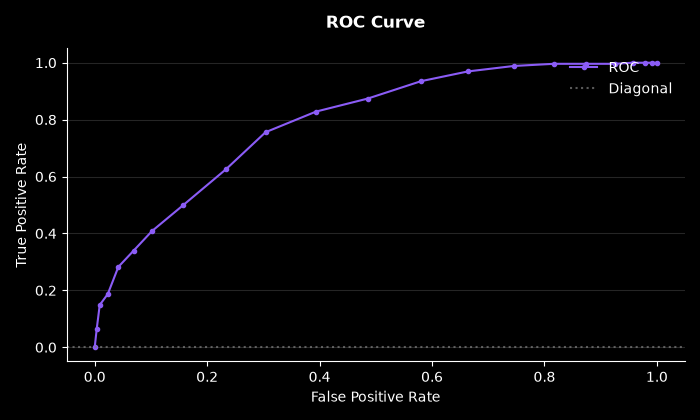 ROC Curve
1.0
0.8
0.6
0.4
0.2
0.0
True Positive Rate
ROC
Diagonal
0.0 0.2 0.4 0.6 0.8 1.0
False Positive Rate